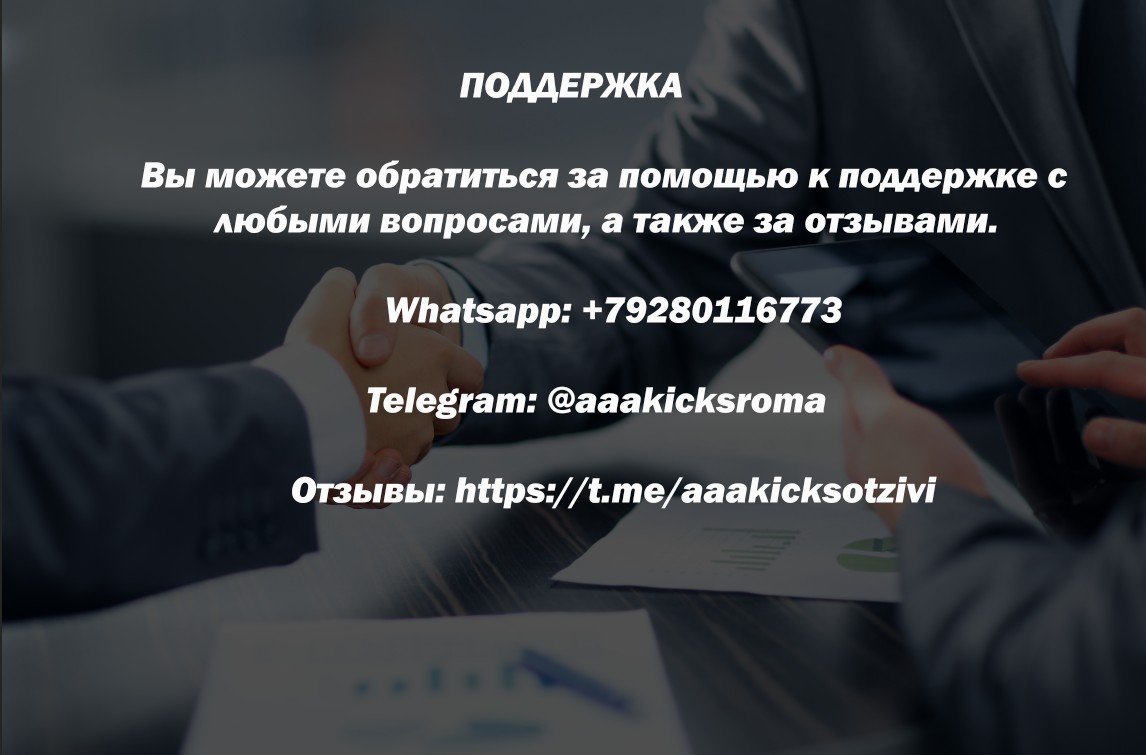 ПОДДЕРЖКА
Вы можете обратиться за помощью к поддержке с
любыми вопросами, а также за отзывами.
Whatsapp: +79280116773
Telegram: @aaakicksroma
Отзывы: https://t.me/aaakicksotzivi